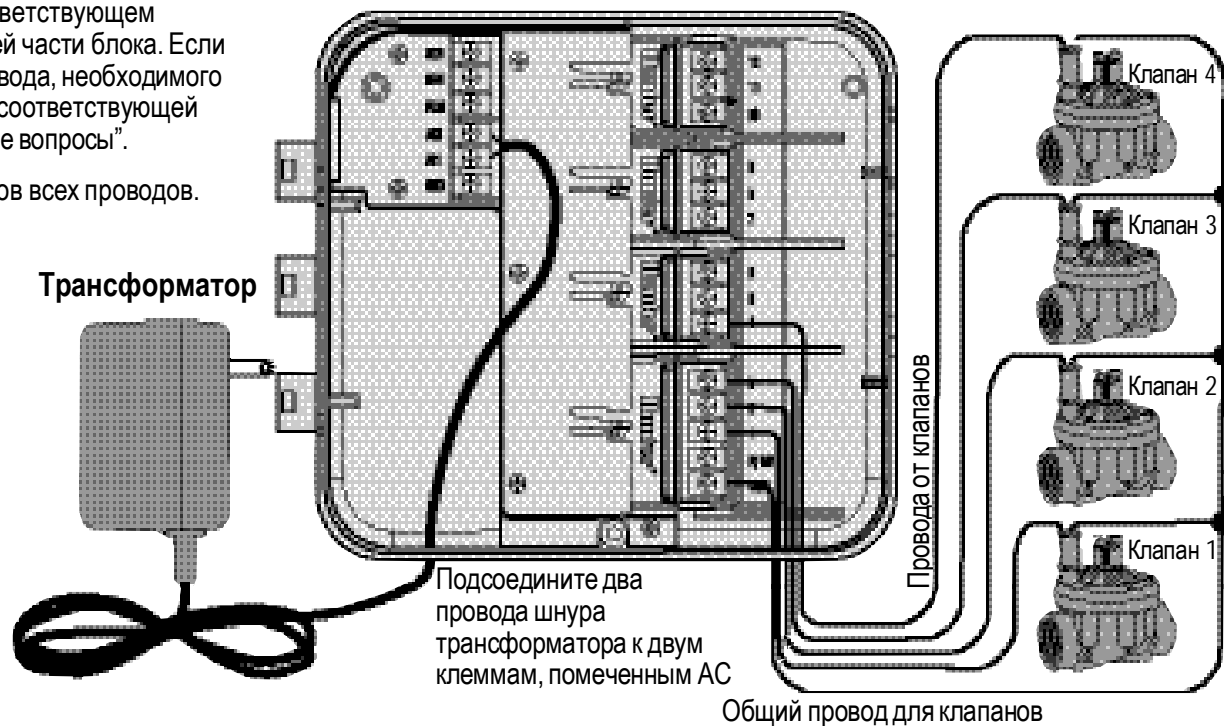 ветствующем
ей части блока. Если
вода, необходимого
соответствующей
е вопросы”.
ов всех проводов.
Трансформатор
Клапан 4
Клапан 3
Клапан 2
Клапан 1
Провода от клапанов
Подсоедините два
провода шнура
трансформатора к двум
клеммам, помеченным АС
Общий провод для клапанов